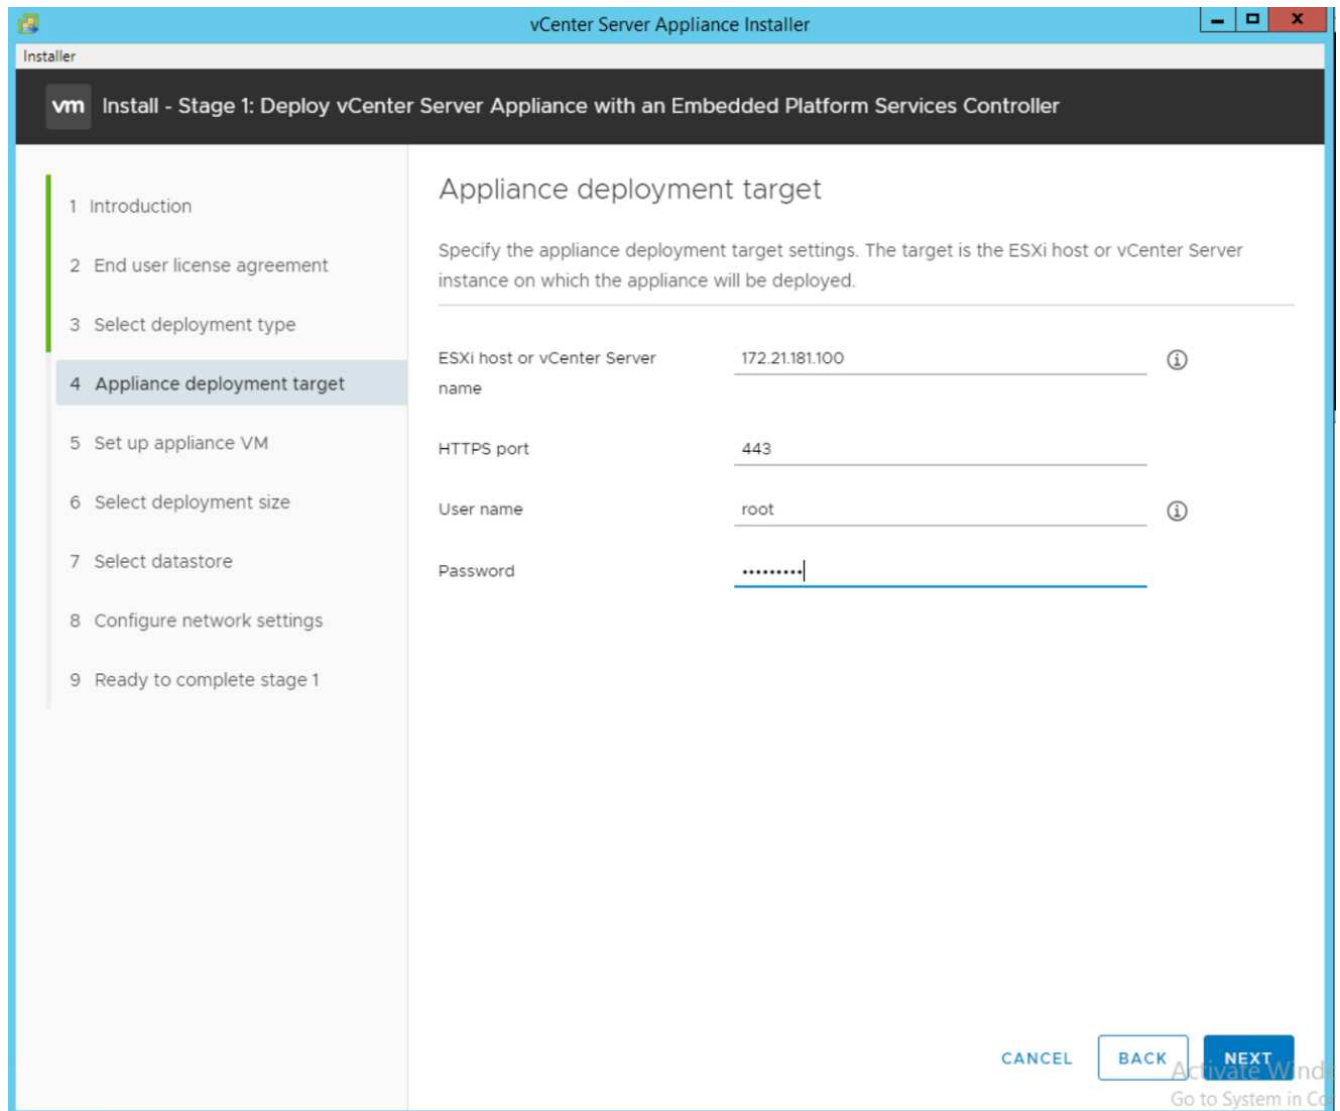 vCenter Server Appliance Installer
Installer
vm Install - Stage 1: Deploy vCenter Server Appliance with an Embedded Platform Services Controller
1 Introduction
2 End user license agreement
3 Select deployment type
4 Appliance deployment target
5 Set up appliance VM
6 Select deployment size
7 Select datastore
8 Configure network settings
9 Ready to complete stage 1
Appliance deployment target
Specify the appliance deployment target settings. The target is the ESXi host or vCenter Server
instance on which the appliance will be deployed.
ESXi host or vCenter Server
name
172.21.181.100
HTTPS port
443
User name
root
Password
•••••••••
CANCEL
BACK
NEXT
Activate Wind
Go to System in Co